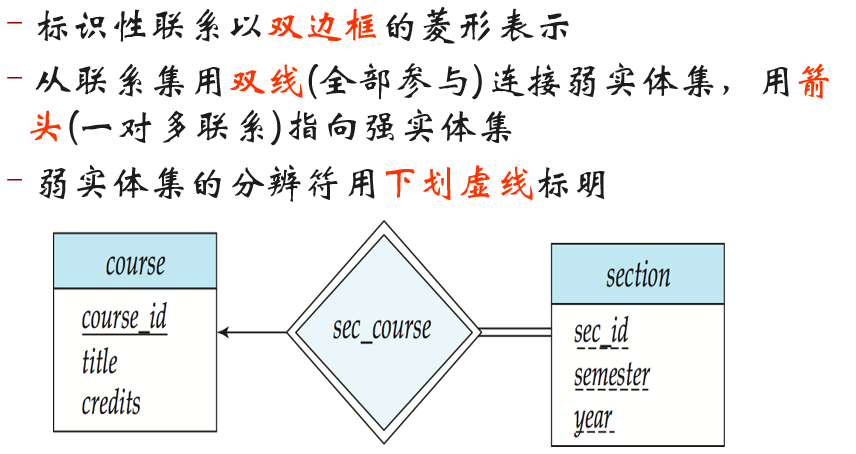 – 标识性联系以双边框的菱形表示
– 从联系集用双线(全部参与)连接弱实体集，用箭
头(一对多联系)指向强实体集
– 弱实体集的分辨符用下划虚线标明
course
course_id
title
credits
sec_course
section
sec_id
semester
year